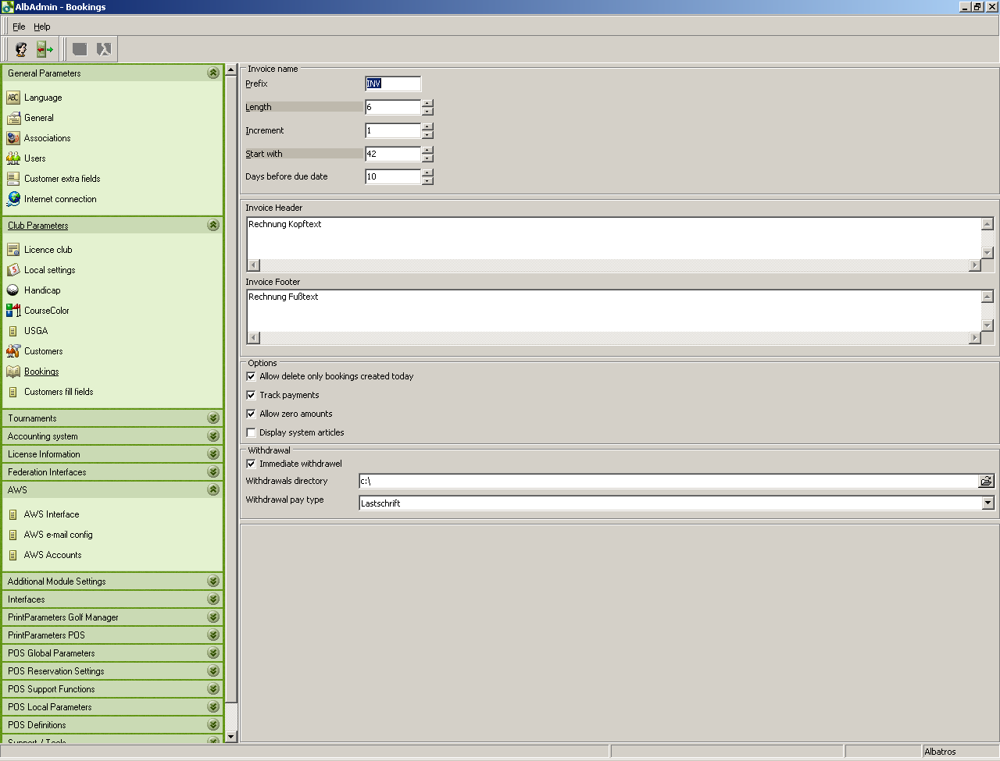 AlbAdmin - Bookings
File Help
General Parameters
ABC Language
General
Associations
Users
Customer extra fields
Internet connection
Club Parameters
Licence club
5 Local settings
Handicap
CourseColor
USGA
Customers
Bookings
Customers fill fields
Tournaments
Accounting system
License Information
Federation Interfaces
AWS
AWS Interface
AWS e-mail config
AWS Accounts
Additional Module Settings
Interfaces
PrintParameters Golf Manager
PrintParameters POS
POS Global Parameters
POS Reservation Settings
POS Support Functions
POS Local Parameters
POS Definitions
Support / Tools
Invoice name
Prefix INV
Length 6
Increment 1
Start with 42
Days before due date 10
Invoice Header
Rechnung Kopftext
Invoice Footer
Rechnung Fußtext
Options
Allow delete only bookings created today
Track payments
Allow zero amounts
Display system articles
Withdrawal
Immediate withdrawel
Withdrawals directory c:\
Withdrawal pay type Lastschrift
Albatros